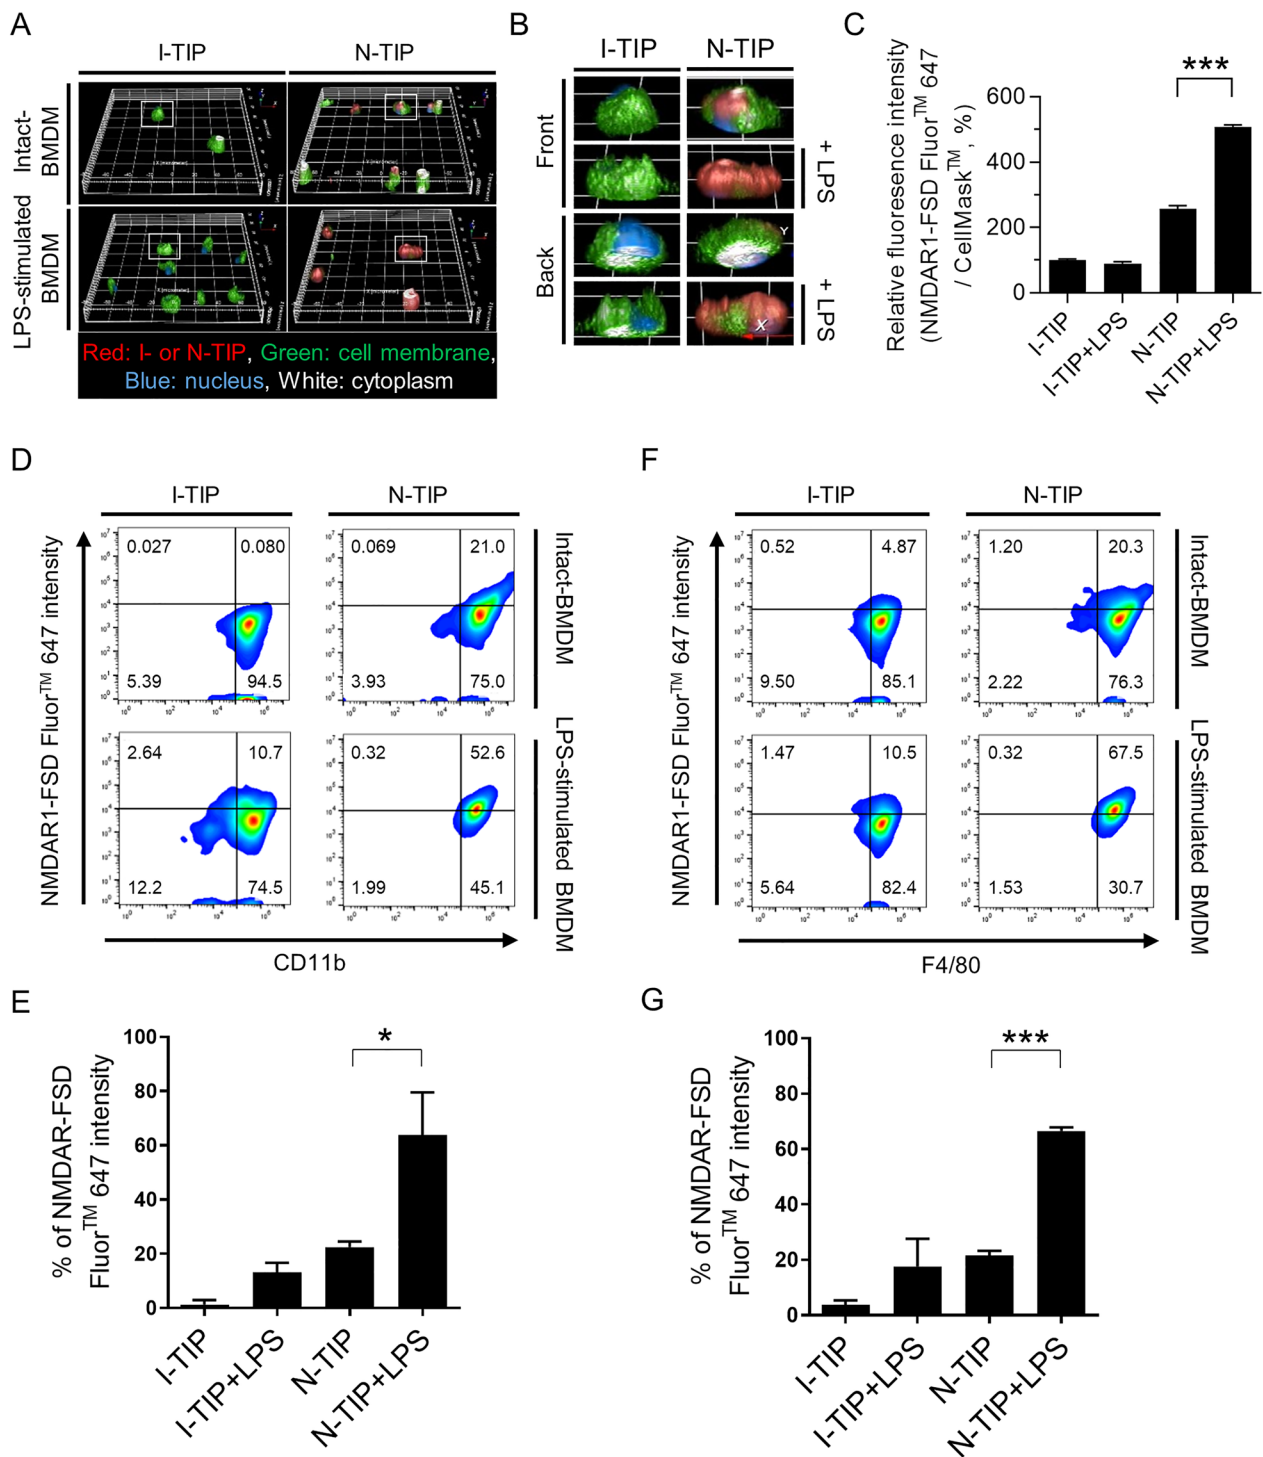 A
I-TIP
N-TIP
Intact-
BMDM
LPS-stimulated
BMDM
Red: I- or N-TIP, Green: cell membrane,
Blue: nucleus, White: cytoplasm
B
I-TIP
N-TIP
Front
+ LPS
Back
+ LPS
Y
X
C
Relative fluoresence intensity
(NMDAR1-FSD Fluor™ 647
/ CellMask™, %)
***
600
400
200
0
I-TIP
I-TIP+LPS
N-TIP
N-TIP+LPS
D
I-TIP
N-TIP
NMDAR1-FSD Fluor™ 647 intensity
0.027
0.080
5.39
94.5
0.069
21.0
3.93
75.0
Intact-BMDM
2.64
10.7
12.2
74.5
0.32
52.6
1.99
45.1
LPS-stimulated BMDM
CD11b
F
I-TIP
N-TIP
NMDAR1-FSD Fluor™ 647 intensity
0.52
4.87
9.50
85.1
1.20
20.3
2.22
76.3
Intact-BMDM
1.47
10.5
5.64
82.4
0.32
67.5
1.53
30.7
LPS-stimulated BMDM
F4/80
E
% of NMDAR-FSD
Fluor™ 647 intensity
*
100
80
60
40
20
0
I-TIP
I-TIP+LPS
N-TIP
N-TIP+LPS
G
% of NMDAR-FSD
Fluor™ 647 intensity
***
100
80
60
40
20
0
I-TIP
I-TIP+LPS
N-TIP
N-TIP+LPS